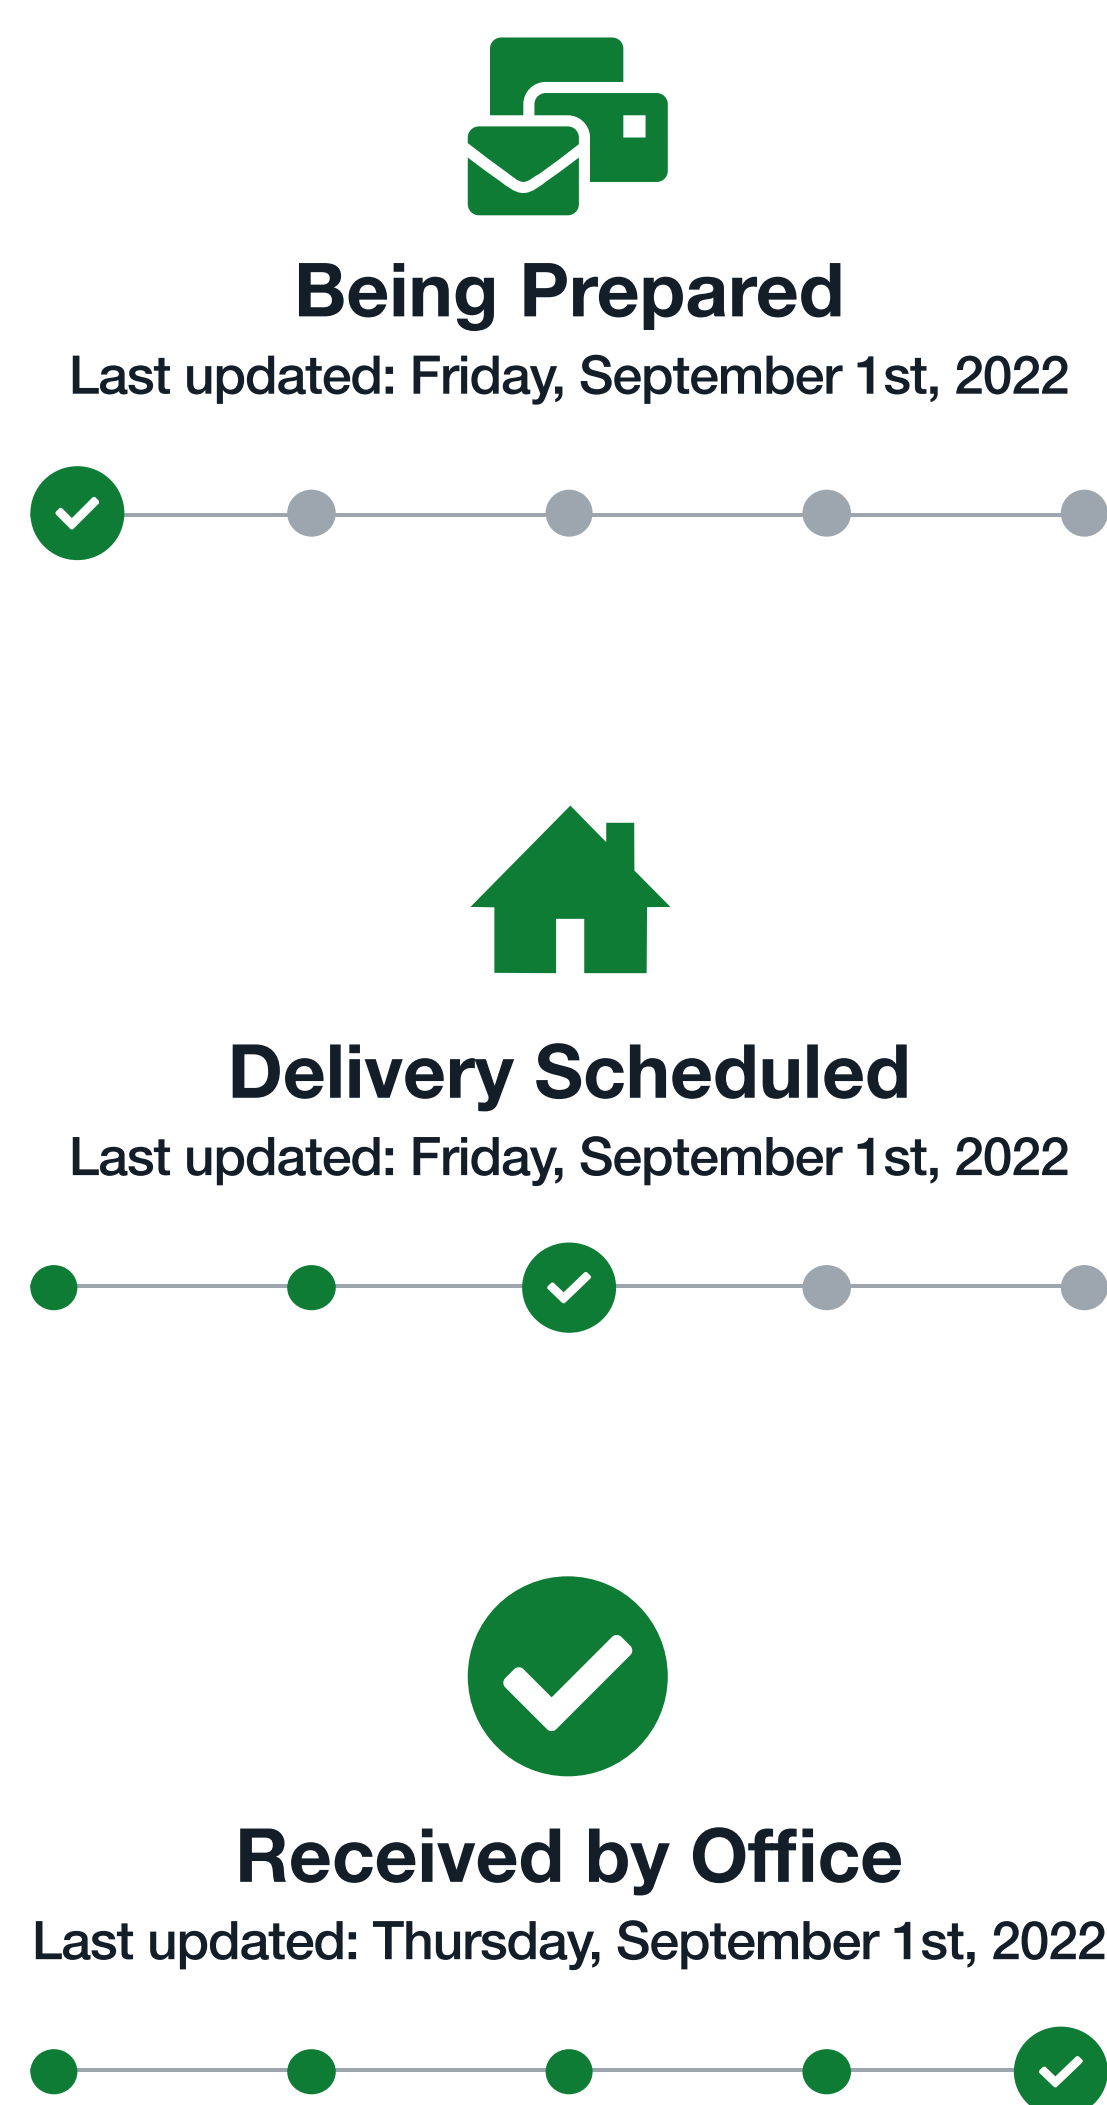 Being Prepared
Last updated: Friday, September 1st, 2022
Delivery Scheduled
Last updated: Friday, September 1st, 2022
Received by Office
Last updated: Thursday, September 1st, 2022